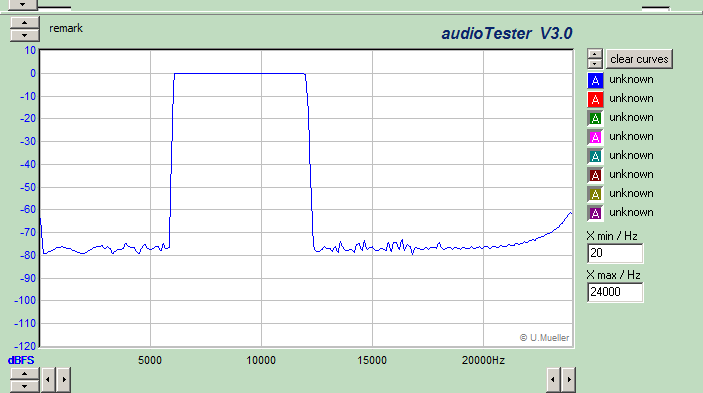 remark
audioTester V3.0
10
0
-10
-20
-30
-40
-50
-60
-70
-80
-90
-100
-110
-120
dBFS
5000
10000
15000
20000Hz
© U.Mueller
clear curves
A unknown
A unknown
A unknown
A unknown
A unknown
A unknown
A unknown
A unknown
X min / Hz
20
X max / Hz
24000